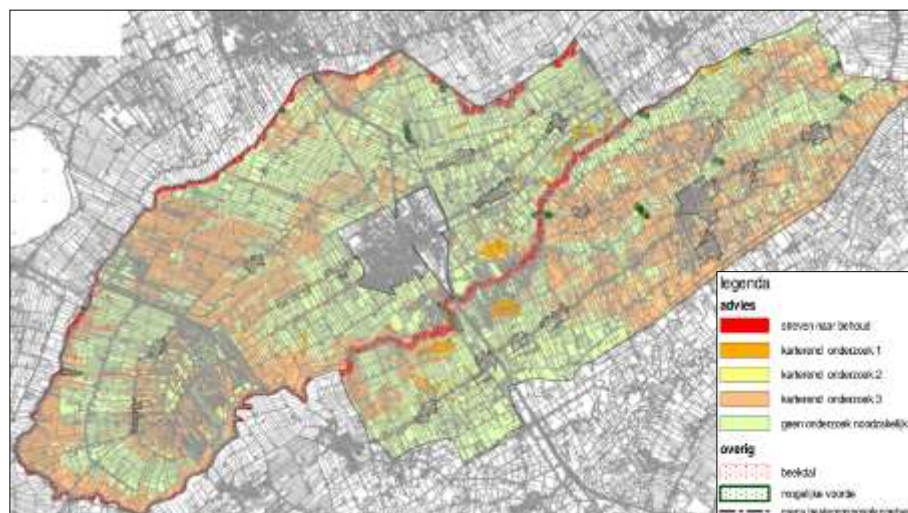 legenda
advies
streven naar behoud
karterend onderzoek 1
karterend onderzoek 2
karterend onderzoek 3
geen onderzoek noodzakelijk
overig
beekdal
mogelijke voorde